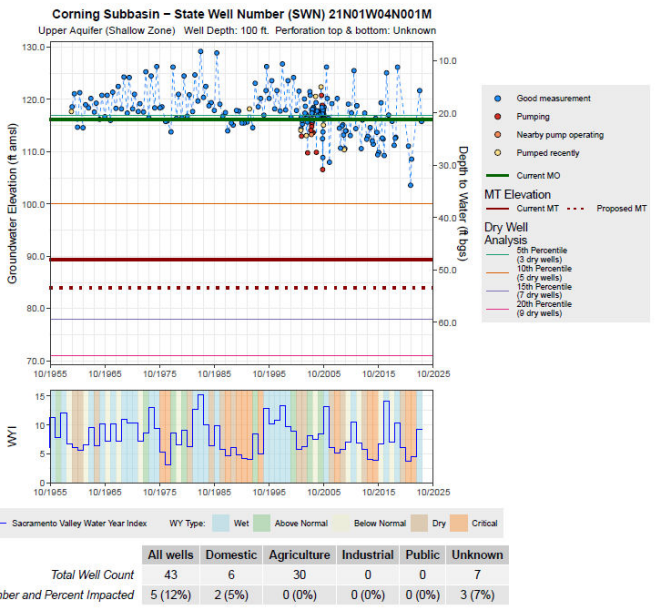 Corning Subbasin – State Well Number (SWN) 21N01W04N001M
Upper Aquifer (Shallow Zone) Well Depth: 100 ft. Perforation top & bottom: Unknown
Groundwater Elevation (ft amsl)
130.0
120.0
110.0
100.0
90.0
80.0
70.0
10.0
20.0
30.0
40.0
50.0
60.0
Depth to Water (ft bgs)
10/1955 10/1965 10/1975 10/1985 10/1995 10/2005 10/2015 10/2025
Good measurement
Pumping
Nearby pump operating
Pumped recently
Current MO
MT Elevation
Current MT Proposed MT
Dry Well
Analysis
5th Percentile
(3 dry wells)
10th Percentile
(5 dry wells)
15th Percentile
(7 dry wells)
20th Percentile
(9 dry wells)
WYI
15
10
5
0
10/1955 10/1965 10/1975 10/1985 10/1995 10/2005 10/2015 10/2025
Sacramento Valley Water Year Index WY Type: Wet Above Normal Below Normal Dry Critical
All wells Domestic Agriculture Industrial Public Unknown
Total Well Count 43 6 30 0 0 7
mber and Percent Impacted 5 (12%) 2 (5%) 0 (0%) 0 (0%) 0 (0%) 3 (7%)